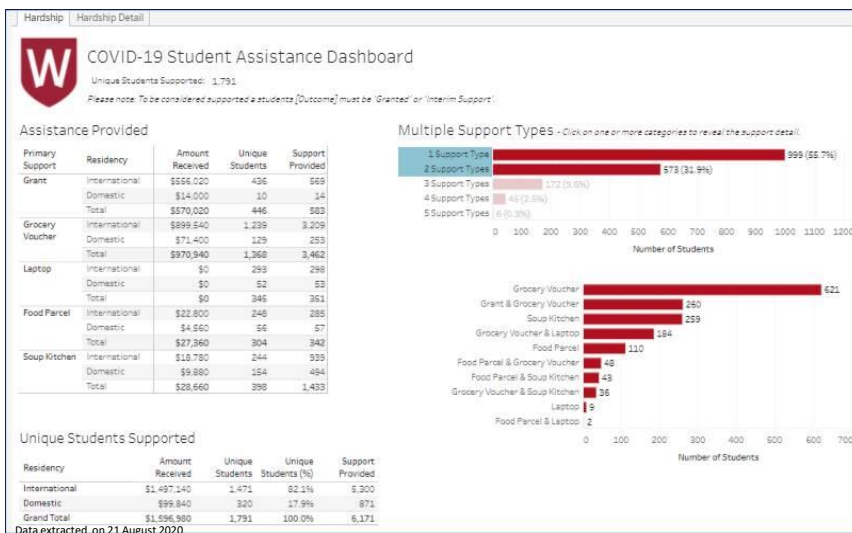 Hardship Hardship Detail
W
COVID-19 Student Assistance Dashboard
Unique Students Supported: 1,791
Please note: To be considered supported a students [Outcome] must be 'Granted' or 'Interim Support'.
Assistance Provided
Primary Support Residency Amount Received Unique Students Support Provided
Grant International $556,020 436 569
Domestic $14,000 10 14
Total $570,020 446 583
Grocery Voucher International $899,540 1,239 3,209
Domestic $71,400 129 253
Total $970,940 1,368 3,462
Laptop International $0 293 298
Domestic $0 52 53
Total $0 345 351
Food Parcel International $22,800 248 285
Domestic $4,560 56 57
Total $27,360 304 342
Soup Kitchen International $18,780 244 939
Domestic $9,880 154 494
Total $28,660 398 1,433
Unique Students Supported
Residency Amount Received Unique Students Unique Students (%) Support Provided
International $1,497,140 1,471 82.1% 5,300
Domestic $99,840 320 17.9% 871
Grand Total $1,596,980 1,791 100.0% 6,171
Data extracted on 21 August 2020
Multiple Support Types - Click on one or more categories to reveal the support detail.
1 Support Type 999 (55.7%)
2 Support Types 573 (31.9%)
3 Support Types 172 (9.6%)
4 Support Types 45 (2.5%)
5 Support Types 6 (0.3%)
0 100 200 300 400 500 600 700 800 900 1000 1100 1200
Number of Students
Grocery Voucher 621
Grant & Grocery Voucher 260
Soup Kitchen 259
Grocery Voucher & Laptop 184
Food Parcel 110
Food Parcel & Grocery Voucher 48
Food Parcel & Soup Kitchen 43
Grocery Voucher & Soup Kitchen 36
Laptop 9
Food Parcel & Laptop 2
0 100 200 300 400 500 600 700
Number of Students